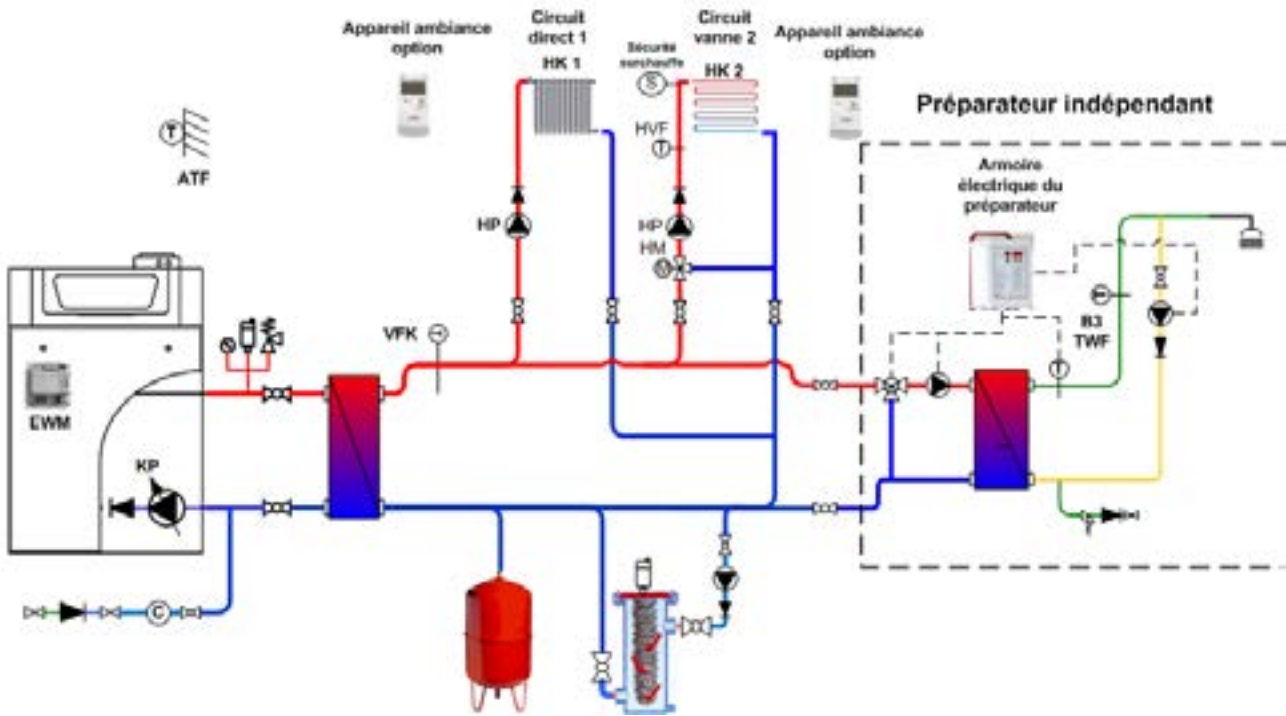 Appareil ambiance
option
Circuit
direct 1
HK 1
Circuit
vanne 2
HK 2
Sécurité
surchauffe
S
Appareil ambiance
option
Préparateur indépendant
T
ATF
HVF
T
HP
HP
HM
M
Armoire
électrique du
préparateur
B3
TWF
T
VFK
EWM
KP
C